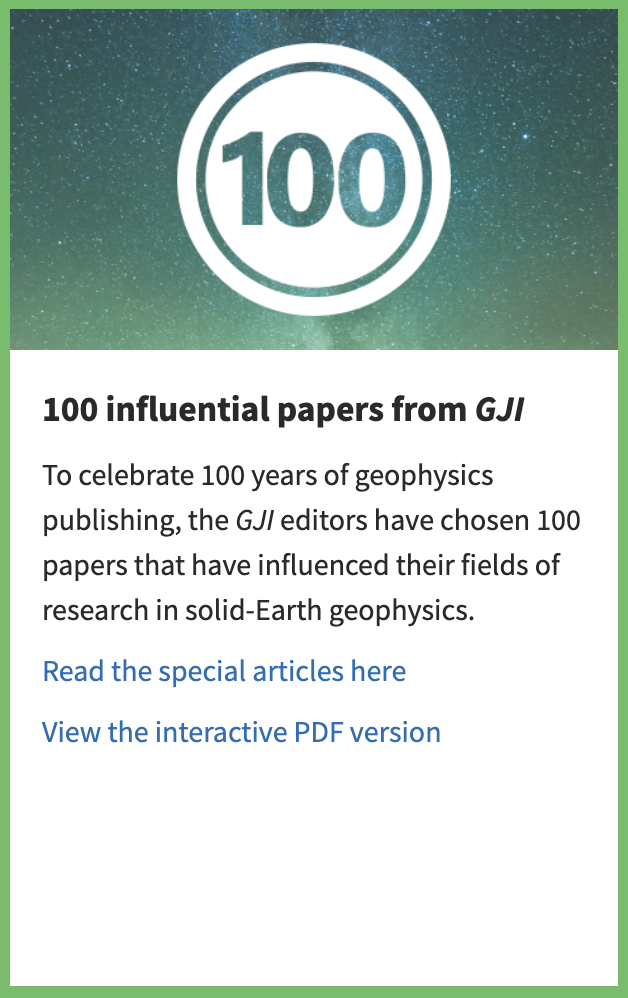 100
100 influential papers from GJI
To celebrate 100 years of geophysics
publishing, the GJI editors have chosen 100
papers that have influenced their fields of
research in solid-Earth geophysics.
Read the special articles here
View the interactive PDF version